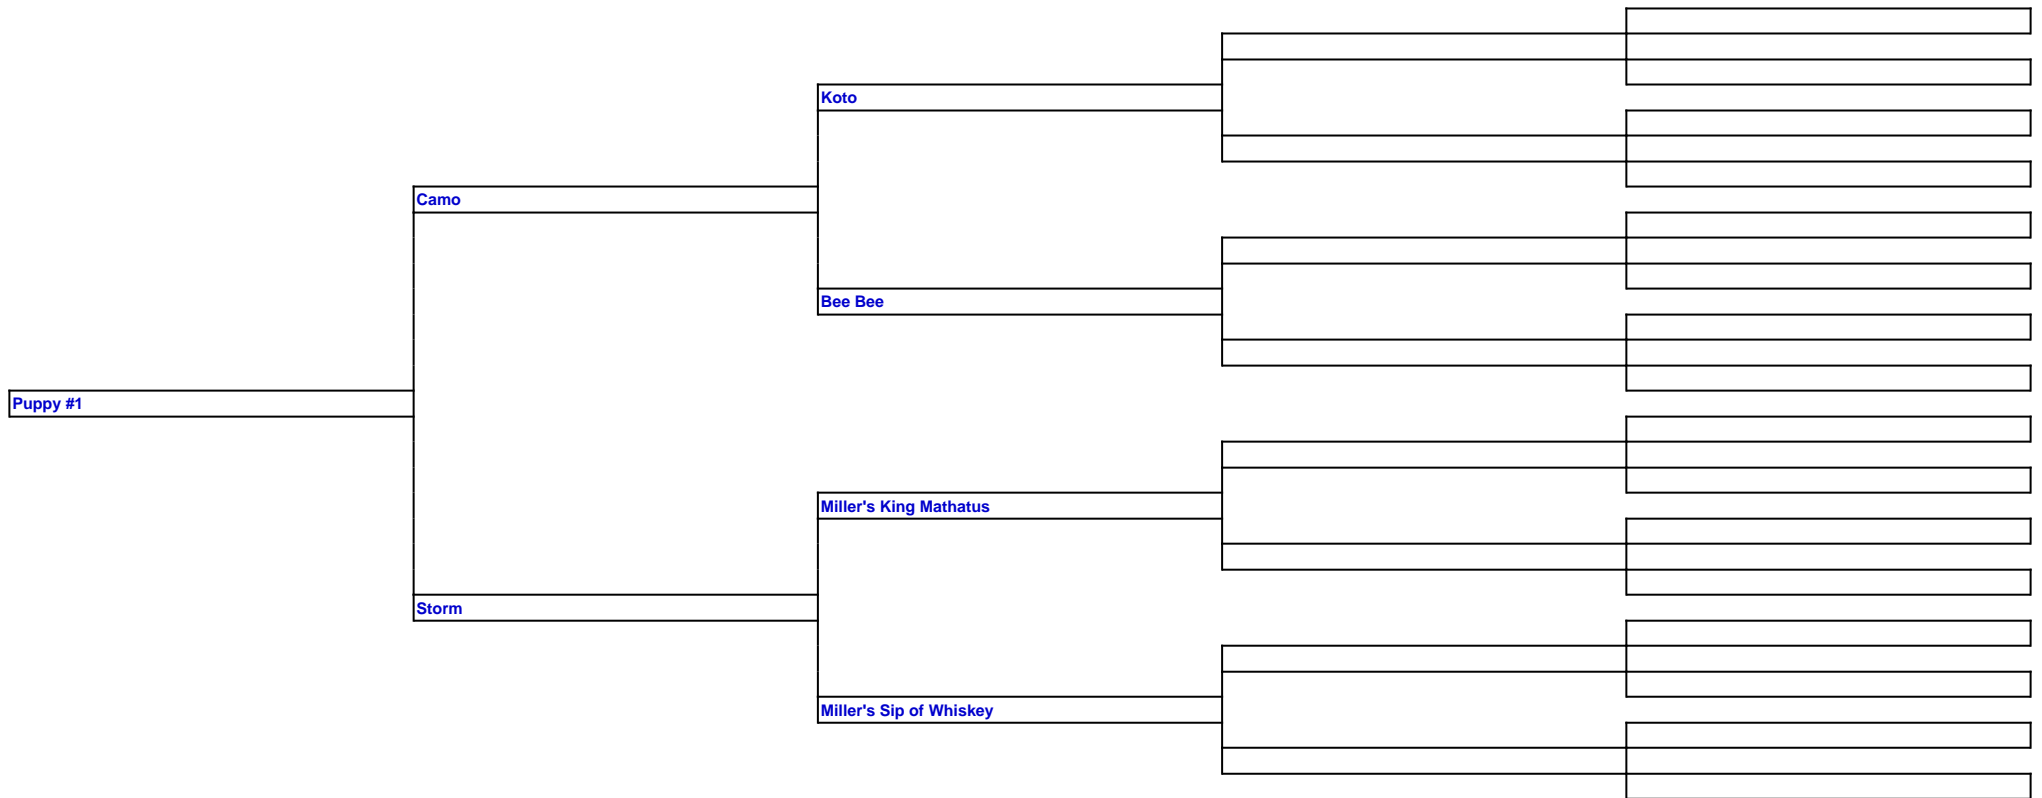 Koto
Camo
Bee Bee
Puppy #1
Miller's King Mathatus
Storm
Miller's Sip of Whiskey